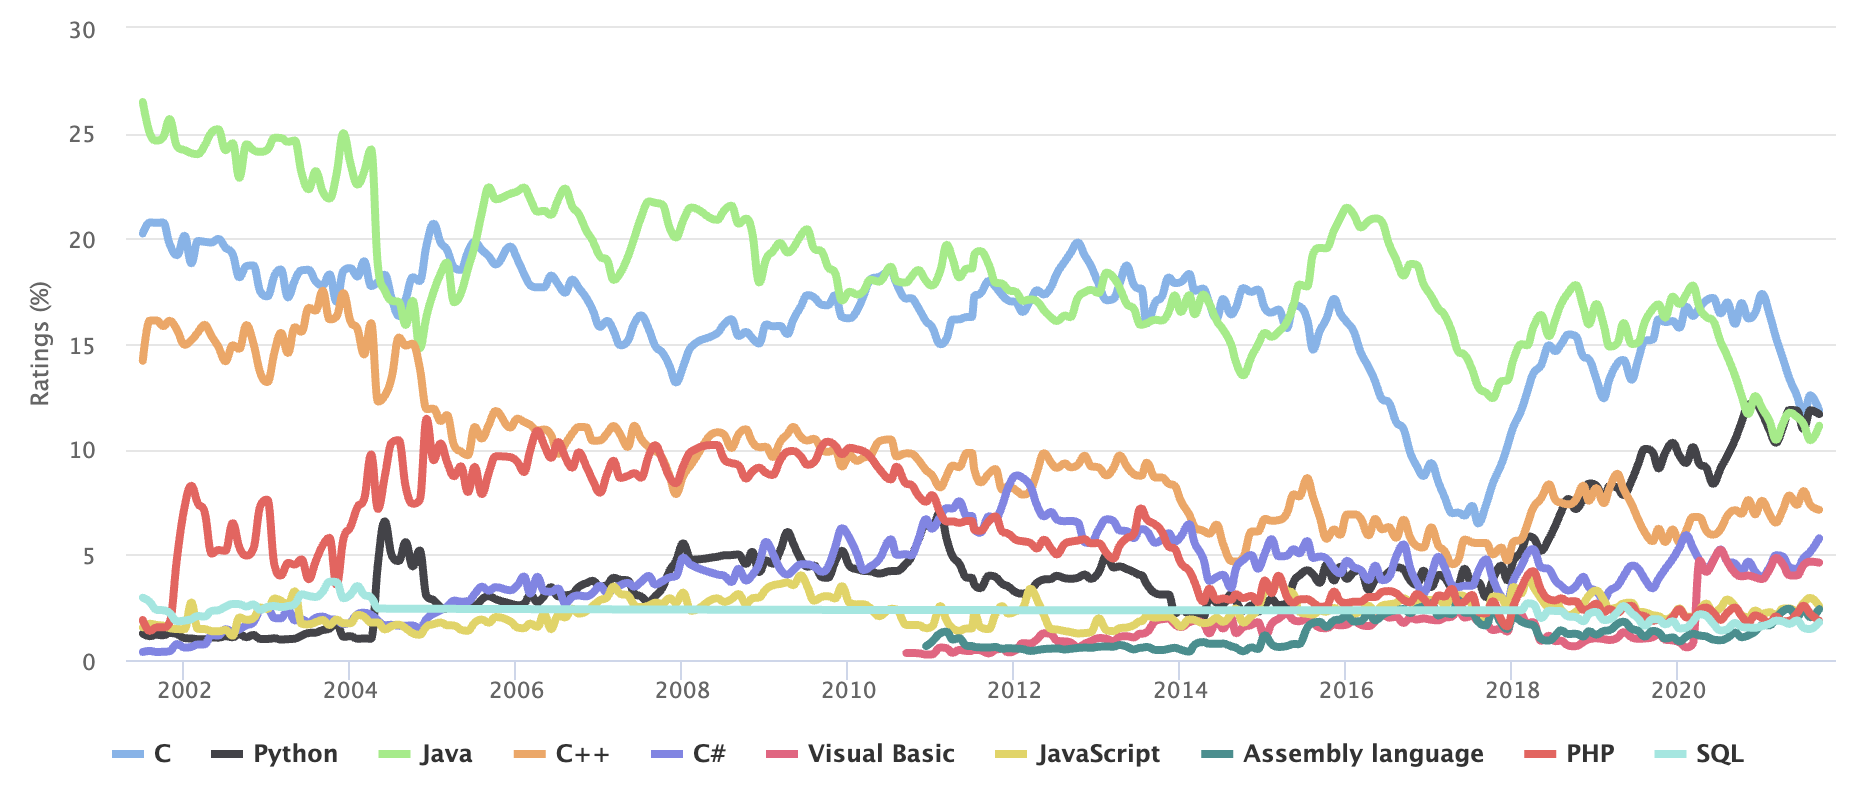 30
25
20
15
10
5
0
Ratings (%)
2002 2004 2006 2008 2010 2012 2014 2016 2018 2020
C Python Java C++ C# Visual Basic JavaScript Assembly language PHP SQL